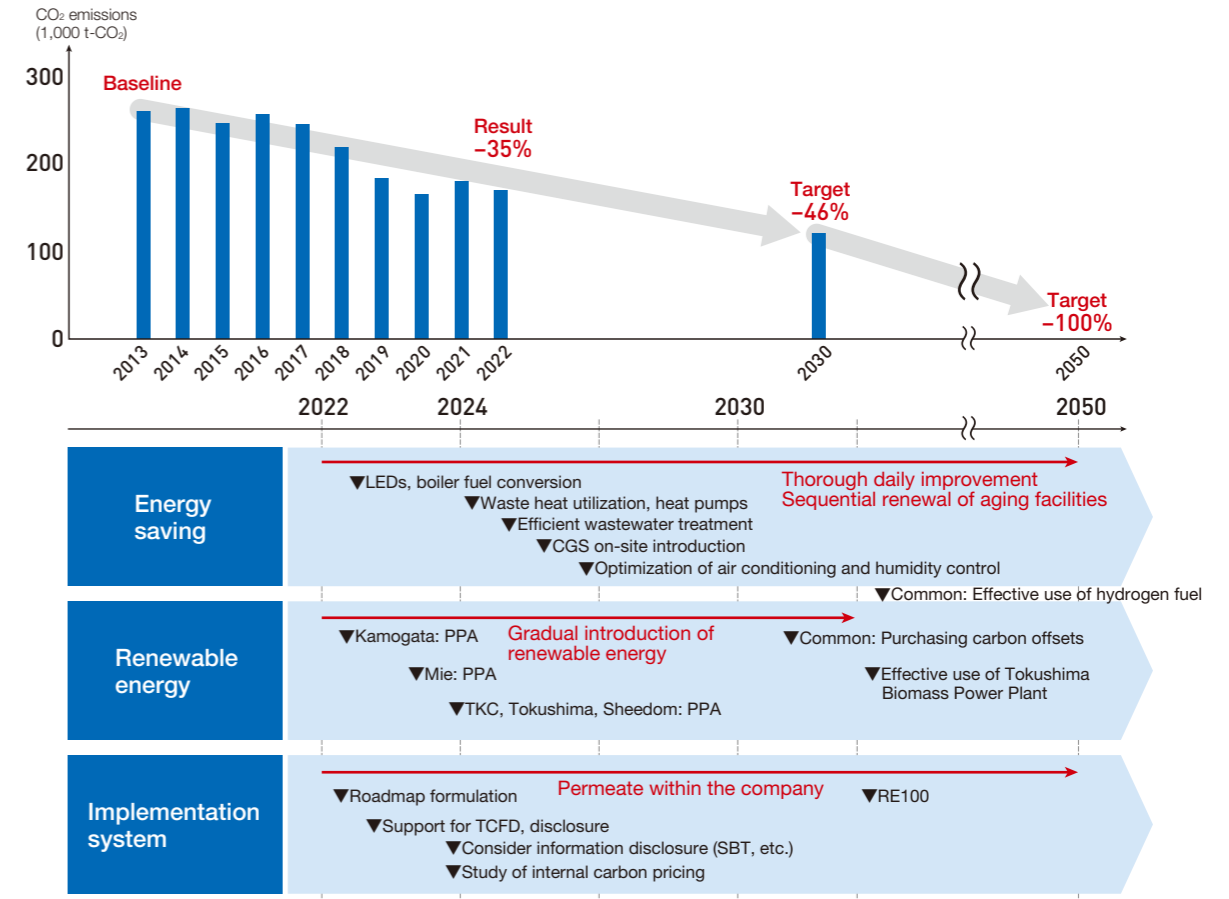 CO₂ emissions
(1,000 t-CO₂)
300
200
100
0
Baseline
Result
−35%
Target
−46%
Target
−100%
2013
2014
2015
2016
2017
2018
2019
2020
2021
2022
2030
2050
2022
2024
2030
2050
Energy
saving
Thorough daily improvement
Sequential renewal of aging facilities
▼LEDs, boiler fuel conversion
▼Waste heat utilization, heat pumps
▼Efficient wastewater treatment
▼CGS on-site introduction
▼Optimization of air conditioning and humidity control
▼Common: Effective use of hydrogen fuel
Renewable
energy
Gradual introduction of
renewable energy
▼Kamogata: PPA
▼Mie: PPA
▼TKC, Tokushima, Sheedom: PPA
▼Common: Purchasing carbon offsets
▼Effective use of Tokushima
Biomass Power Plant
Implementation
system
Permeate within the company
▼Roadmap formulation
▼RE100
▼Support for TCFD, disclosure
▼Consider information disclosure (SBT, etc.)
▼Study of internal carbon pricing